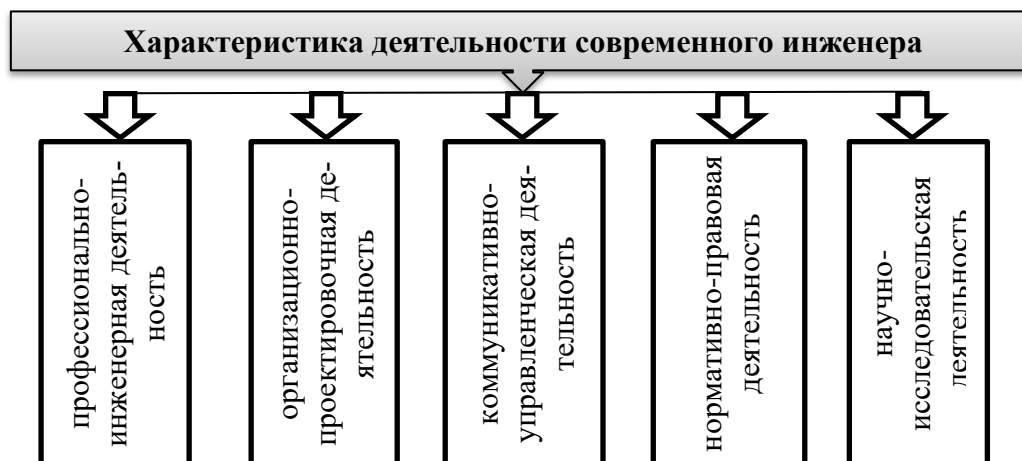 Характеристика деятельности современного инженера
профессионально-
инженерная деятель-
ность
организационно-
проектировочная де-
ятельность
коммуникативно-
управленческая дея-
тельность
нормативно-правовая
деятельность
научно-
исследовательская
деятельность